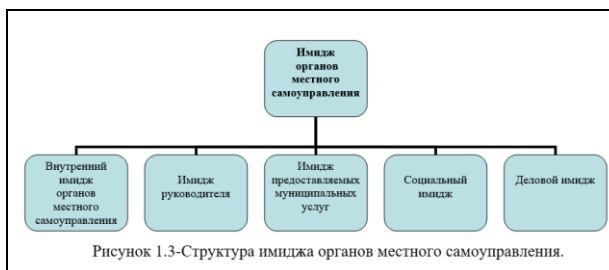 Имидж
органов
местного
самоуправления
Внутренний
имидж
органов
местного
самоуправления
Имидж
руководителя
Имидж
предоставляемых
муниципальных
услуг
Социальный
имидж
Деловой имидж
Рисунок 1.3-Структура имиджа органов местного самоуправления.